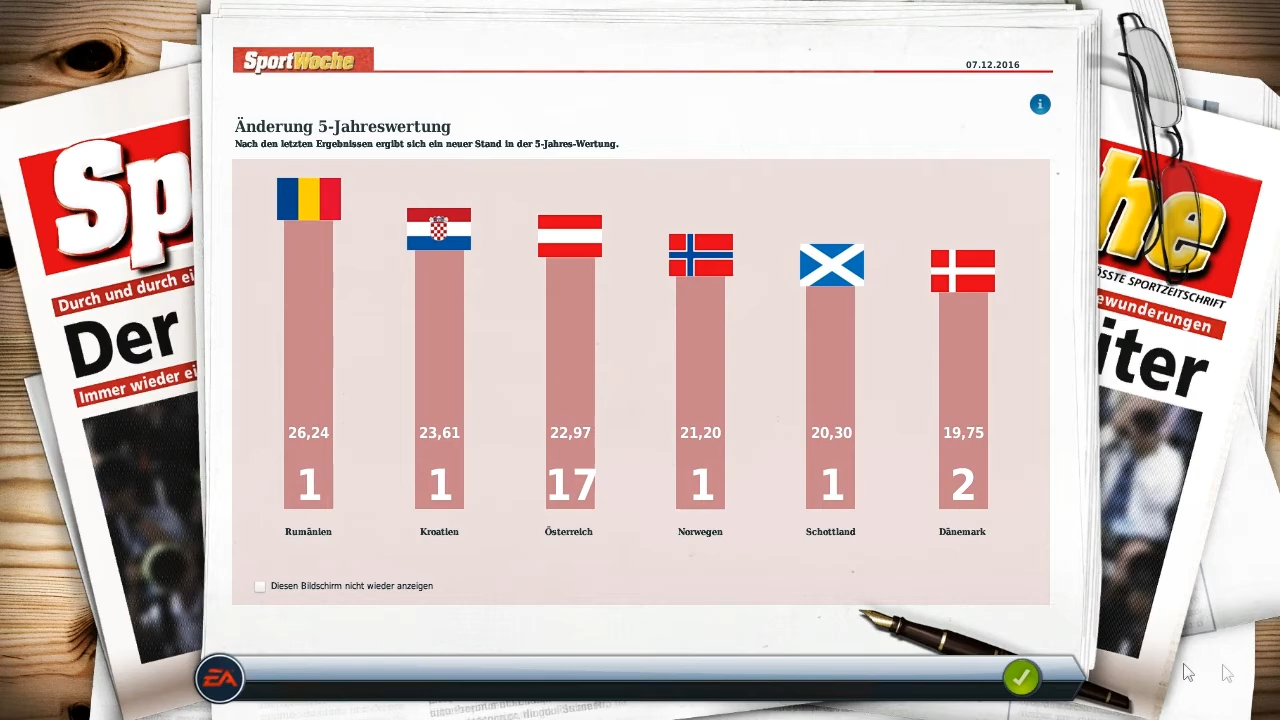 SportWoche
07.12.2016
Änderung 5-Jahreswertung
Nach den letzten Ergebnissen ergibt sich ein neuer Stand in der 5-Jahres-Wertung.
26,24 23,61 22,97 21,20 20,30 19,75
1 1 17 1 1 2
Rumänien Kroatien Österreich Norwegen Schottland Dänemark
Diesen Bildschirm nicht wieder anzeigen
EA
Sp
Durch und durch ei
Der
Immer wieder ei
he
ÖSSTE SPORTZEITSCHRIFT
ewunderungen
iter